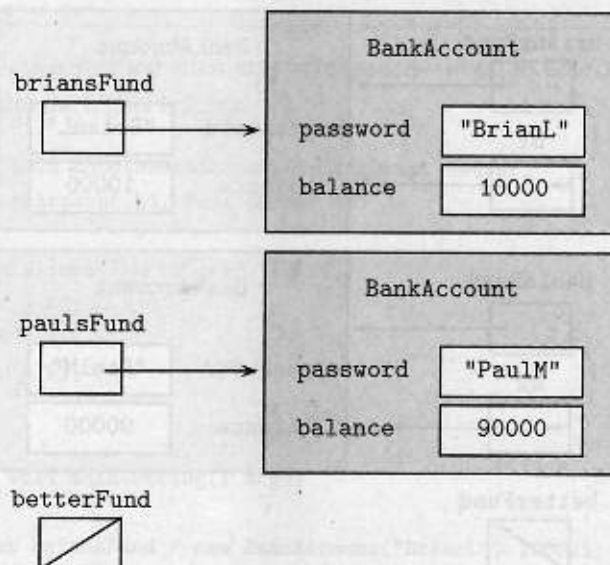 BankAccount
briansFund
password "BrianL"
balance 10000
BankAccount
paulsFund
password "PaulM"
balance 90000
betterFund